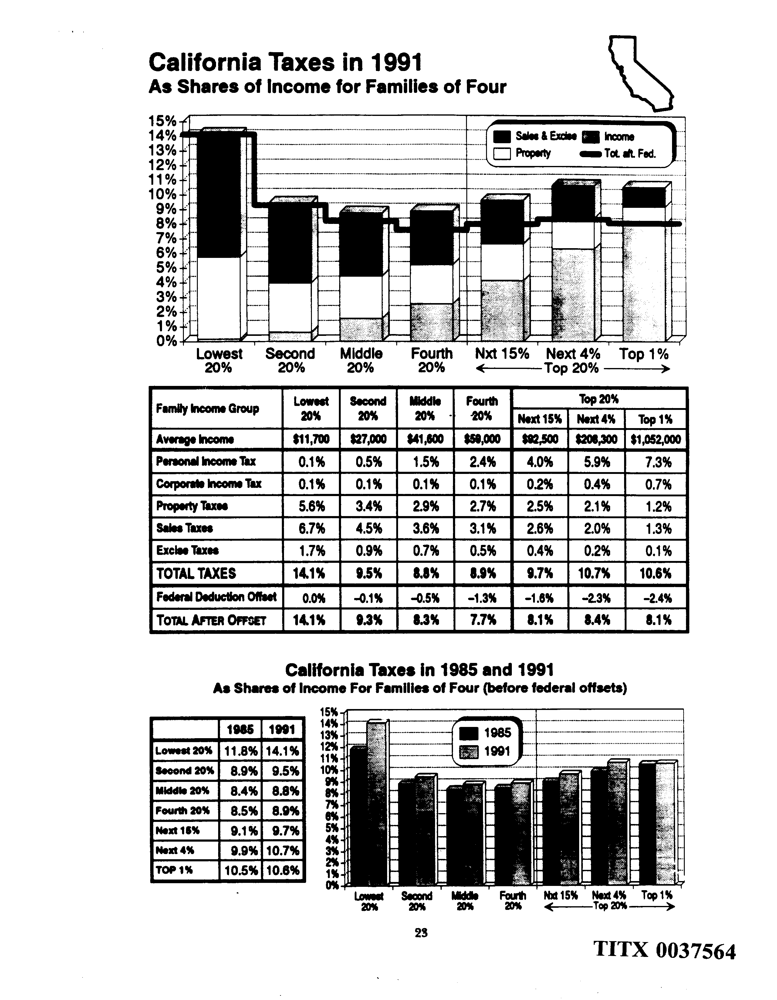 California Taxes in 1991
As Shares of Income for Families of Four
15%
14%
13%
12%
11%
10%
9%
8%
7%
6%
5%
4%
3%
2%
1%
0%
Sales & Excise Income
Property Tot. aft. Fed.
Lowest 20% Second 20% Middle 20% Fourth 20% Nxt 15% Next 4% Top 1%
Top 20%
Family Income Group Lowest 20% Second 20% Middle 20% Fourth 20% Top 20%
Next 15% Next 4% Top 1%
Average Income $11,700 $27,000 $41,600 $59,000 $92,500 $208,300 $1,052,000
Personal Income Tax 0.1% 0.5% 1.5% 2.4% 4.0% 5.9% 7.3%
Corporate Income Tax 0.1% 0.1% 0.1% 0.1% 0.2% 0.4% 0.7%
Property Taxes 5.6% 3.4% 2.9% 2.7% 2.5% 2.1% 1.2%
Sales Taxes 6.7% 4.5% 3.6% 3.1% 2.6% 2.0% 1.3%
Excise Taxes 1.7% 0.9% 0.7% 0.5% 0.4% 0.2% 0.1%
TOTAL TAXES 14.1% 9.5% 8.8% 8.9% 9.7% 10.7% 10.6%
Federal Deduction Offset 0.0% –0.1% –0.5% –1.3% –1.6% –2.3% –2.4%
TOTAL AFTER OFFSET 14.1% 9.3% 8.3% 7.7% 8.1% 8.4% 8.1%
California Taxes in 1985 and 1991
As Shares of Income For Families of Four (before federal offsets)
1985 1991
Lowest 20% 11.8% 14.1%
Second 20% 8.9% 9.5%
Middle 20% 8.4% 8.8%
Fourth 20% 8.5% 8.9%
Next 15% 9.1% 9.7%
Next 4% 9.9% 10.7%
TOP 1% 10.5% 10.6%
15%
14%
13%
12%
11%
10%
9%
8%
7%
6%
5%
4%
3%
2%
1%
0%
1985
1991
Lowest 20% Second 20% Middle 20% Fourth 20% Nxt 15% Next 4% Top 1%
Top 20%
23
TITX 0037564